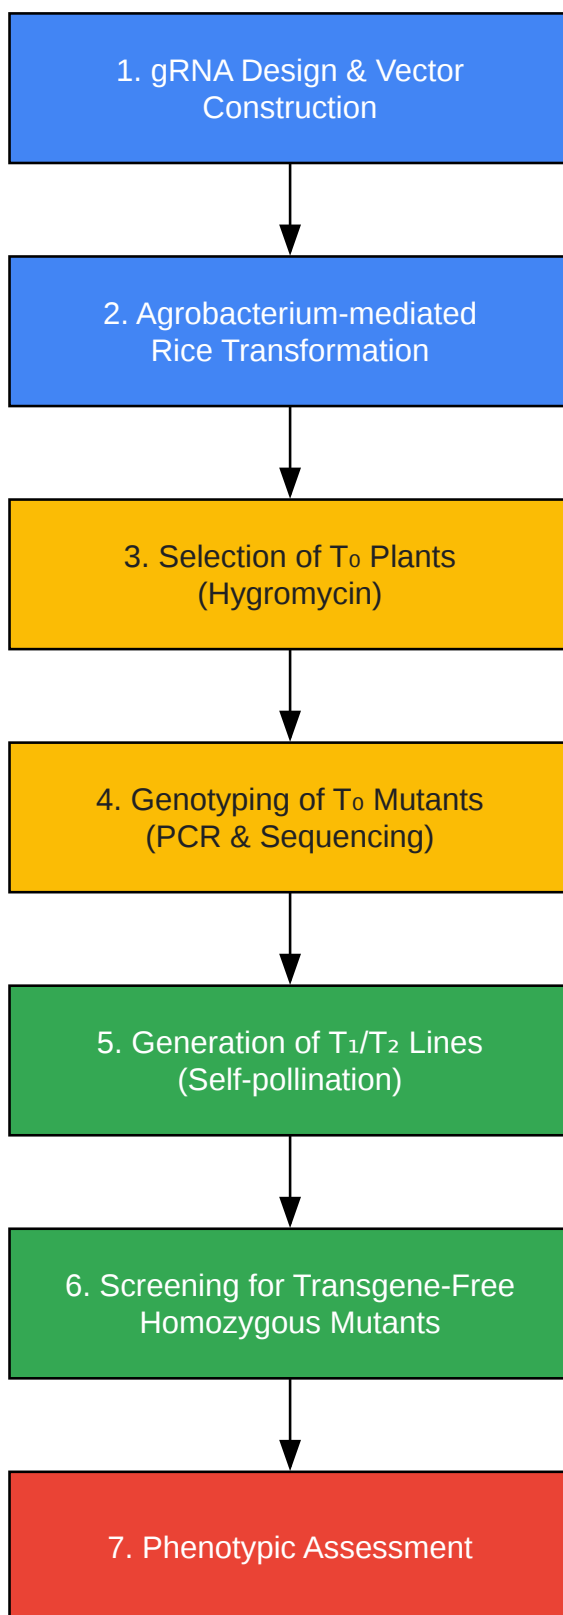 1. gRNA Design & Vector
Construction
2. Agrobacterium-mediated
Rice Transformation
3. Selection of T₀ Plants
(Hygromycin)
4. Genotyping of T₀ Mutants
(PCR & Sequencing)
5. Generation of T₁/T₂ Lines
(Self-pollination)
6. Screening for Transgene-Free
Homozygous Mutants
7. Phenotypic Assessment